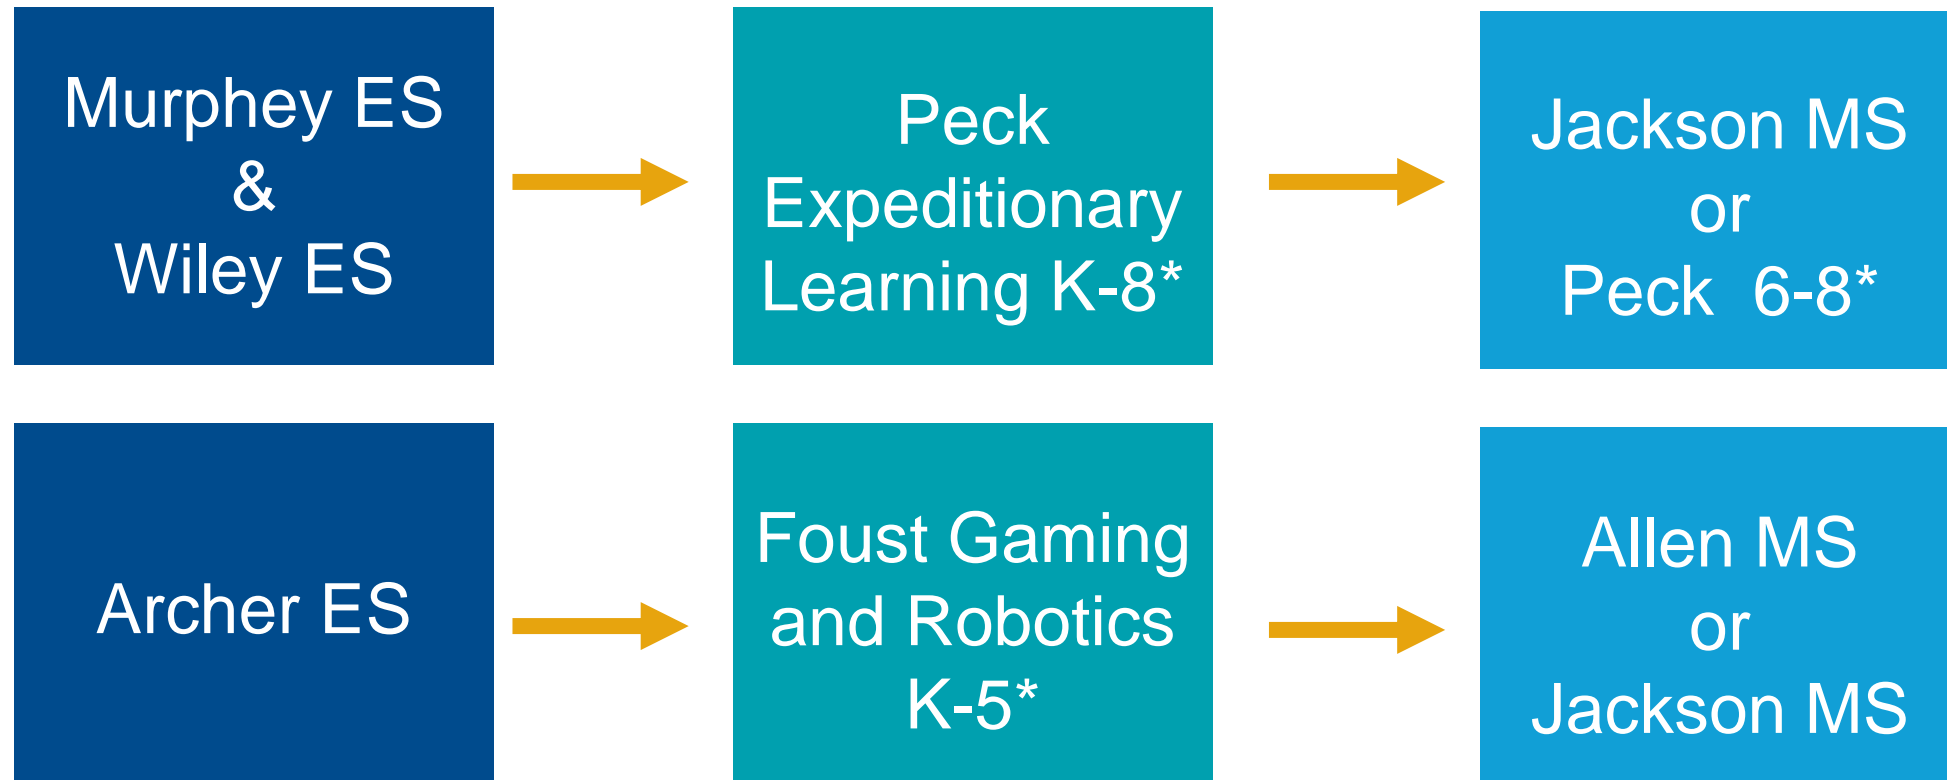 Murphey ES
&
Wiley ES
Peck
Expeditionary
Learning K-8*
Jackson MS
or
Peck  6-8*
Archer ES
Foust Gaming
and Robotics
K-5*
Allen MS
or
Jackson MS